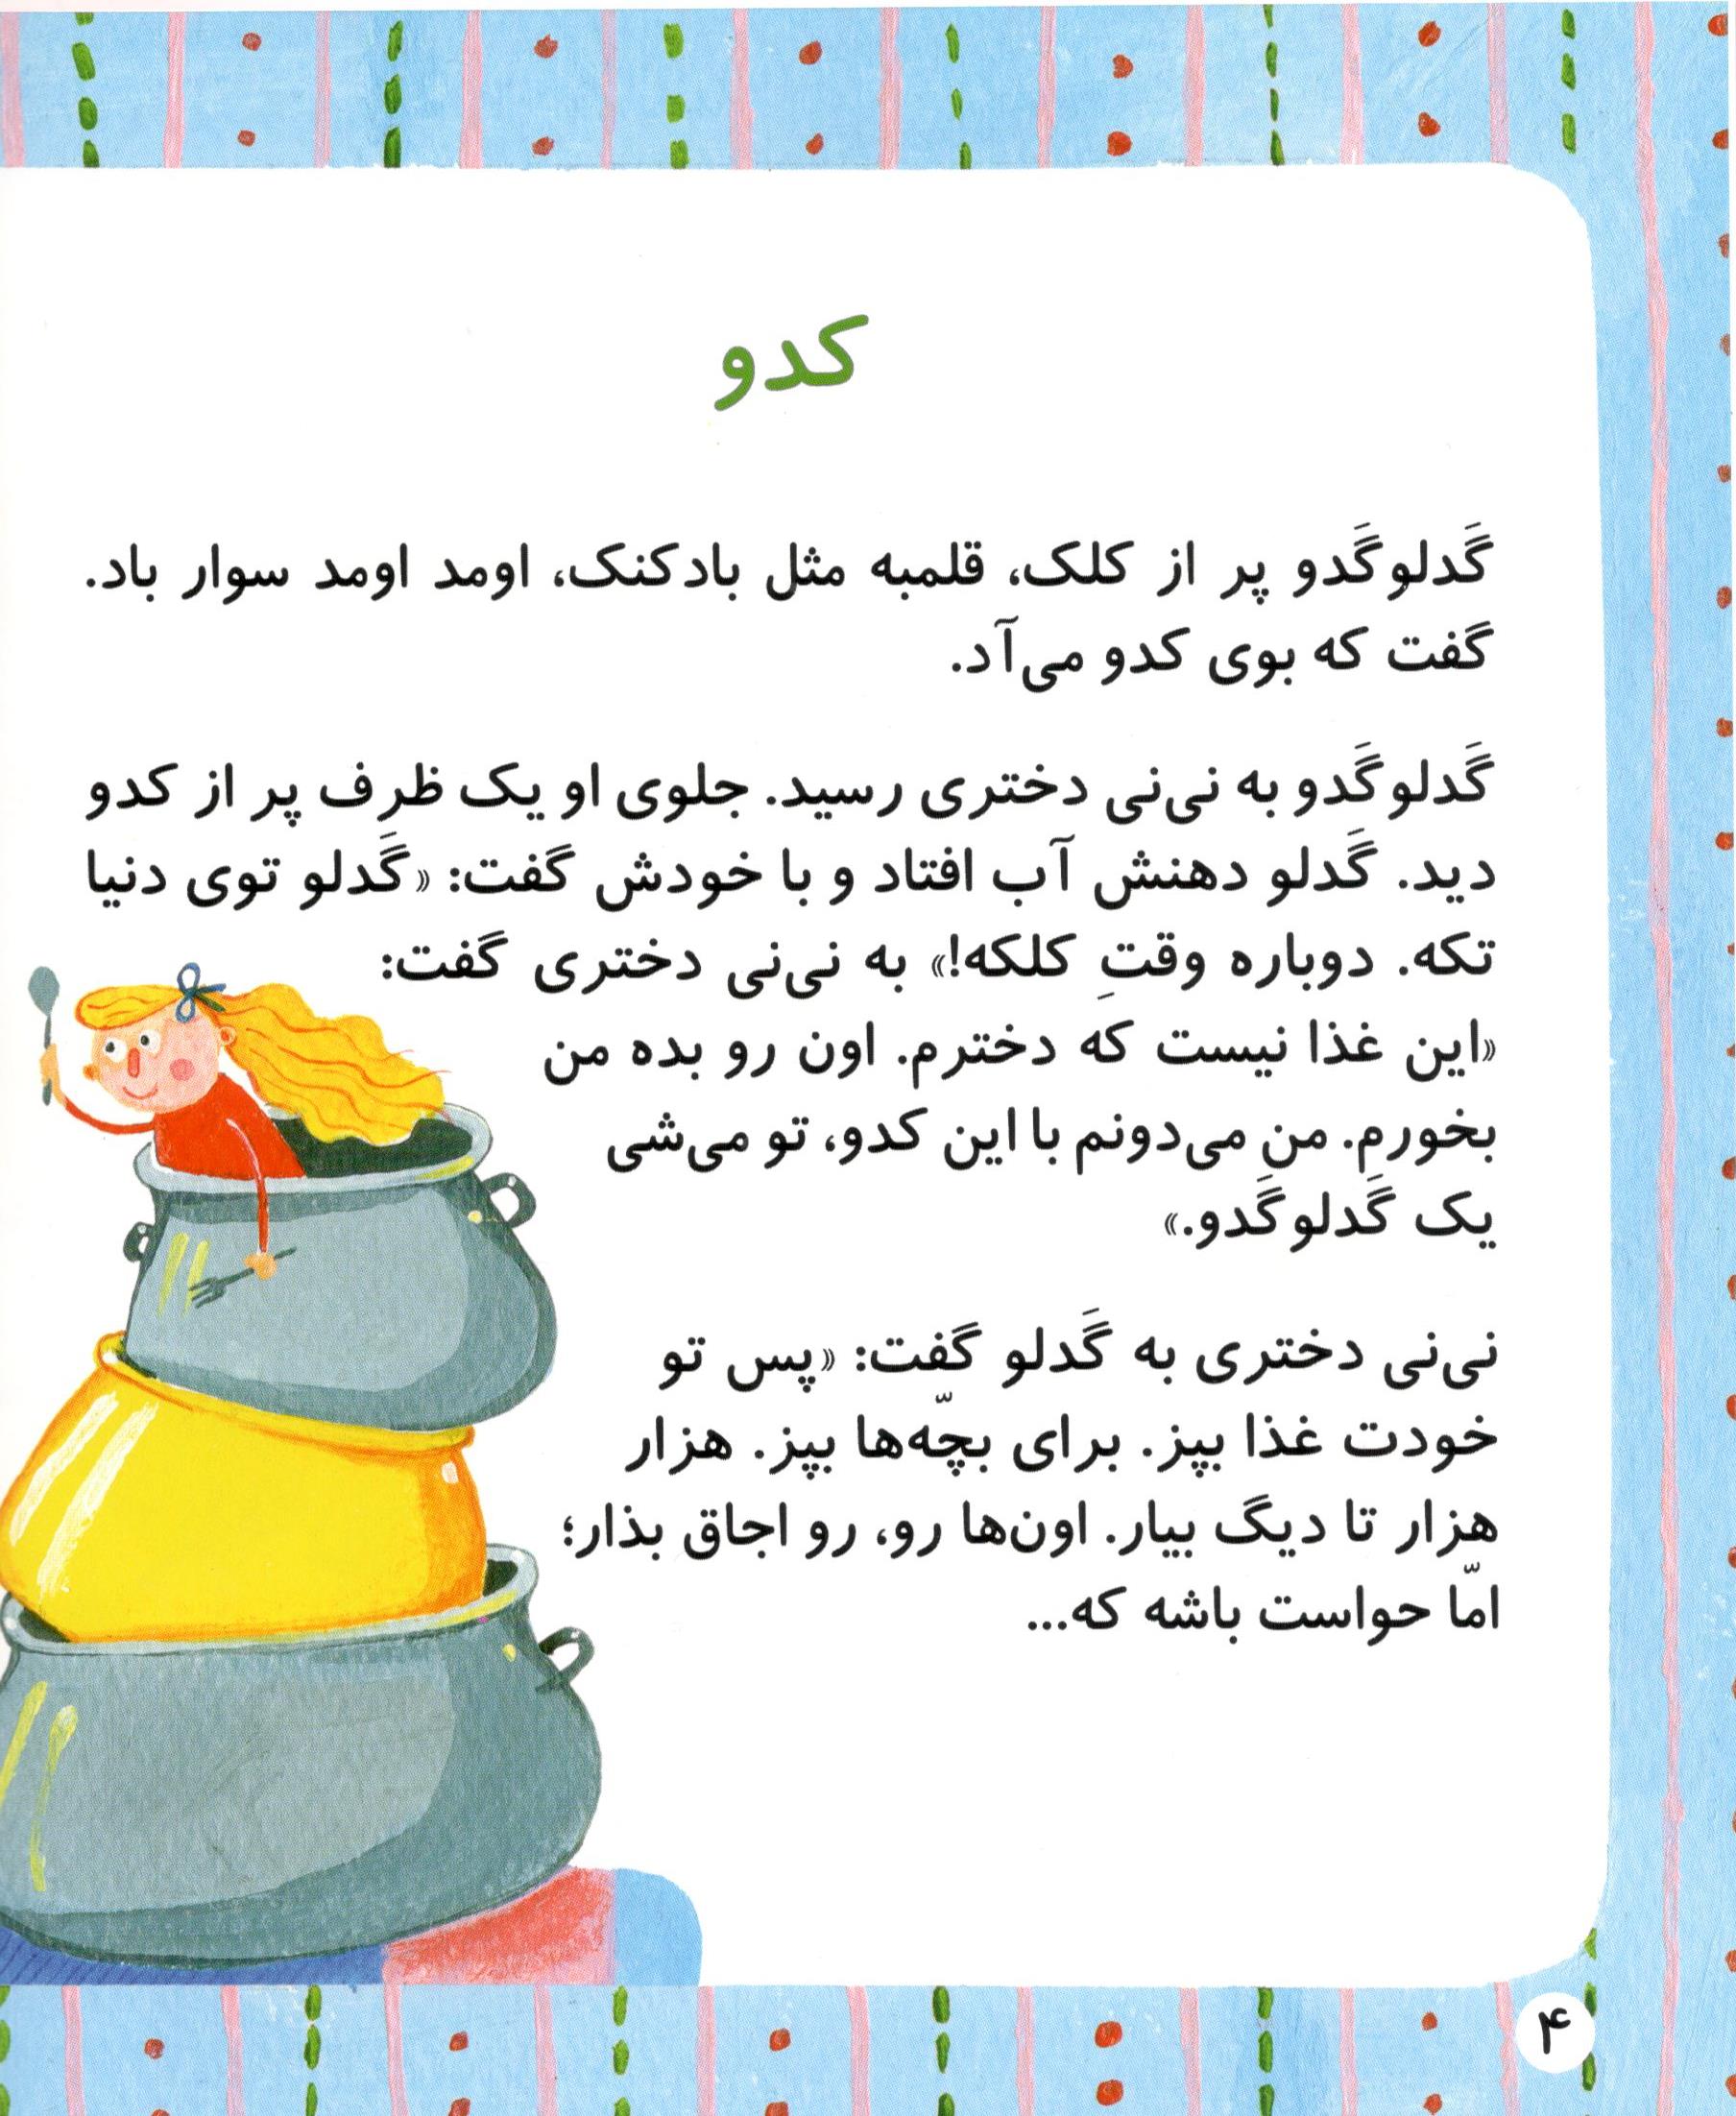 کدو
گَدلوگَدو پر از کلک، قلمبه مثل بادکنک، اومد اومد سوار باد.
گفت که بوی کدو می‌آد.
گَدلوگَدو به نی‌نی دختری رسید. جلوی او یک ظرف پر از کدو
دید. گَدلو دهنش آب افتاد و با خودش گفت: «گَدلو توی دنیا
تکه. دوباره وقتِ کلکه!» به نی‌نی دختری گفت:
«این غذا نیست که دخترم. اون رو بده من
بخورم. من می‌دونم با این کدو، تو می‌شی
یک گَدلوگَدو.»
نی‌نی دختری به گَدلو گفت: «پس تو
خودت غذا بپز. برای بچّه‌ها بپز. هزار
هزار تا دیگ بیار. اون‌ها رو، رو اجاق بذار؛
امّا حواست باشه که...
۴